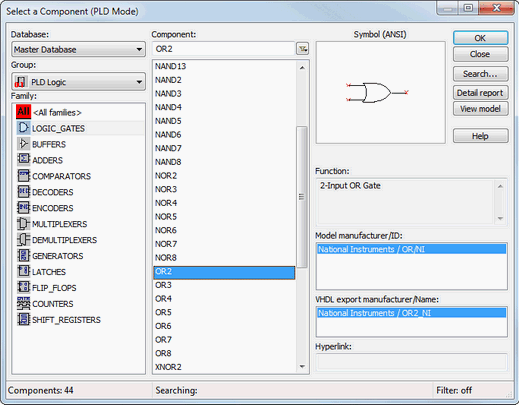 Select a Component (PLD Mode)
Database:
Master Database
Group:
PLD Logic
Family:
All <All families>
LOGIC_GATES
BUFFERS
ADDERS
COMPARATORS
DECODERS
ENCODERS
MULTIPLEXERS
DEMULTIPLEXERS
GENERATORS
LATCHES
FLIP_FLOPS
COUNTERS
SHIFT_REGISTERS
Component:
OR2
NAND13
NAND2
NAND3
NAND4
NAND5
NAND6
NAND7
NAND8
NOR2
NOR3
NOR4
NOR5
NOR6
NOR7
NOR8
OR2
OR3
OR4
OR5
OR6
OR7
OR8
XNOR2
Symbol (ANSI)
Function:
2-Input OR Gate
Model manufacturer/ID:
National Instruments / OR/NI
VHDL export manufacturer/Name:
National Instruments / OR2_NI
Hyperlink:
OK
Close
Search...
Detail report
View model
Help
Components: 44
Searching:
Filter: off